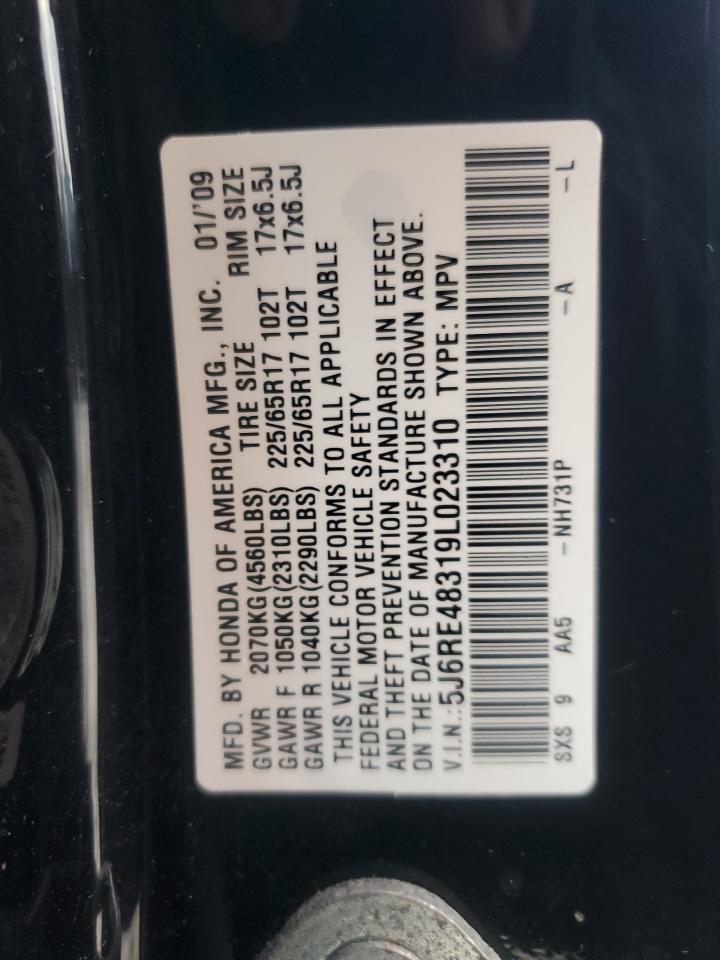 MFD. BY HONDA OF AMERICA MFG., INC. 01/'09
GVWR 2070KG(4560LBS) TIRE SIZE RIM SIZE
GAWR F 1050KG(2310LBS) 225/65R17 102T 17x6.5J
GAWR R 1040KG(2290LBS) 225/65R17 102T 17x6.5J
THIS VEHICLE CONFORMS TO ALL APPLICABLE
FEDERAL MOTOR VEHICLE SAFETY
AND THEFT PREVENTION STANDARDS IN EFFECT
ON THE DATE OF MANUFACTURE SHOWN ABOVE.
V.I.N.:5J6RE48319L023310 TYPE: MPV
SXS 9 AA5 -NH731P -A -L